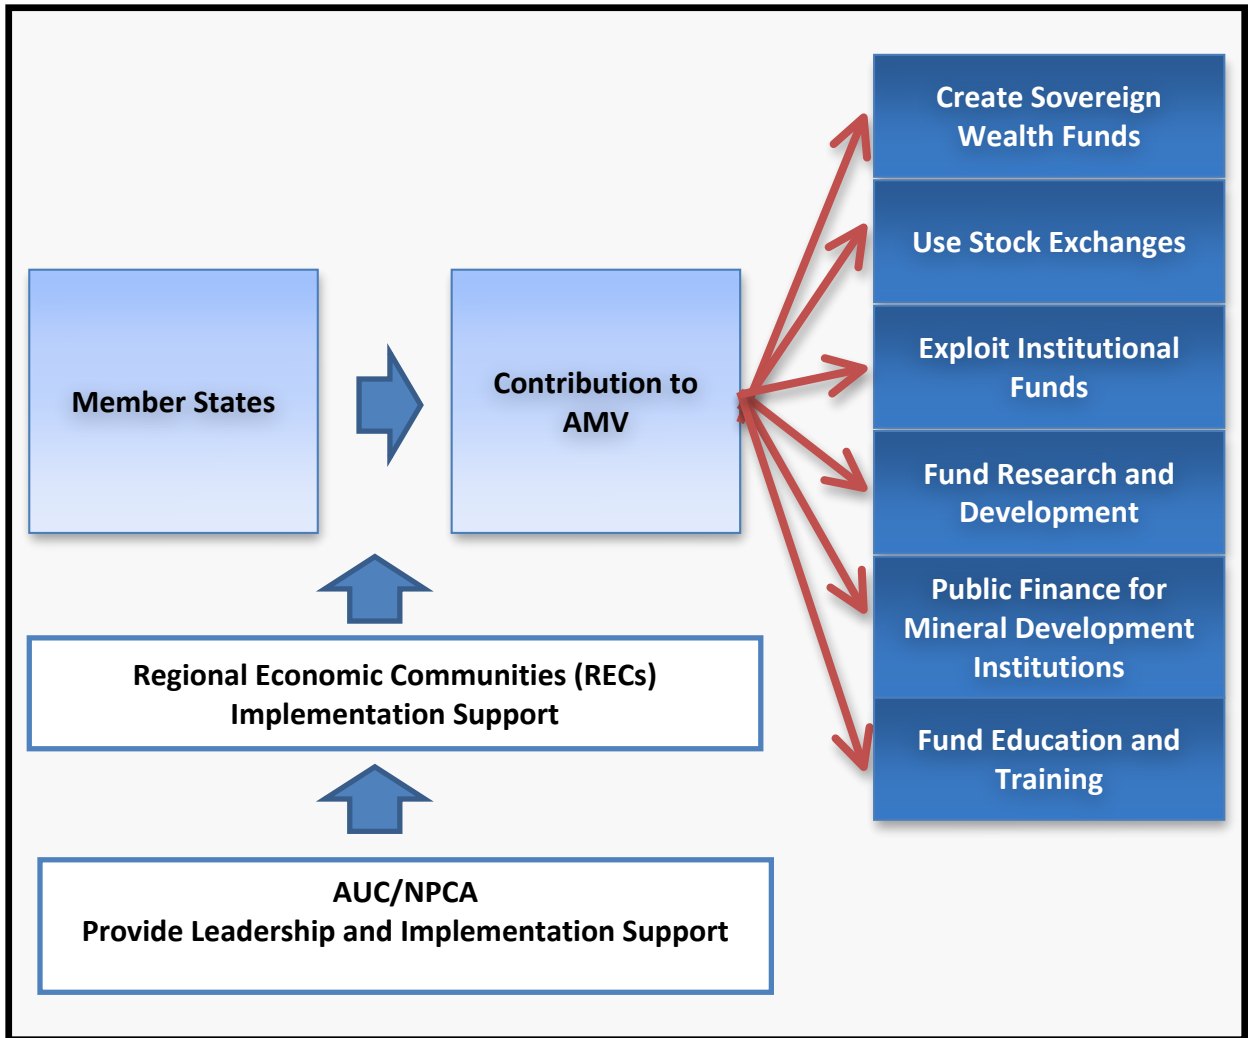 Member States
Contribution to
AMV
Create Sovereign
Wealth Funds
Use Stock Exchanges
Exploit Institutional
Funds
Fund Research and
Development
Public Finance for
Mineral Development
Institutions
Fund Education and
Training
Regional Economic Communities (RECs)
Implementation Support
AUC/NPCA
Provide Leadership and Implementation Support